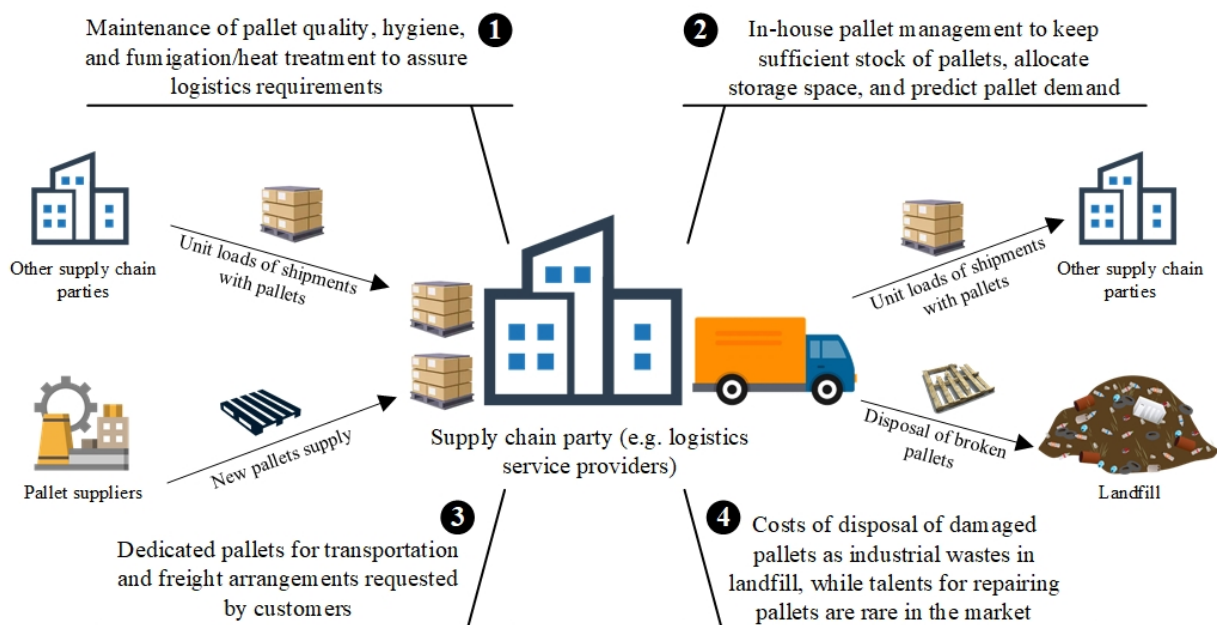 1
Maintenance of pallet quality, hygiene,
and fumigation/heat treatment to assure
logistics requirements
2
In-house pallet management to keep
sufficient stock of pallets, allocate
storage space, and predict pallet demand
Other supply chain
parties
Unit loads of shipments
with pallets
Unit loads of shipments
with pallets
Other supply chain
parties
Pallet suppliers
New pallets supply
Supply chain party (e.g. logistics
service providers)
Disposal of broken
pallets
Landfill
3
Dedicated pallets for transportation
and freight arrangements requested
by customers
4
Costs of disposal of damaged
pallets as industrial wastes in
landfill, while talents for repairing
pallets are rare in the market